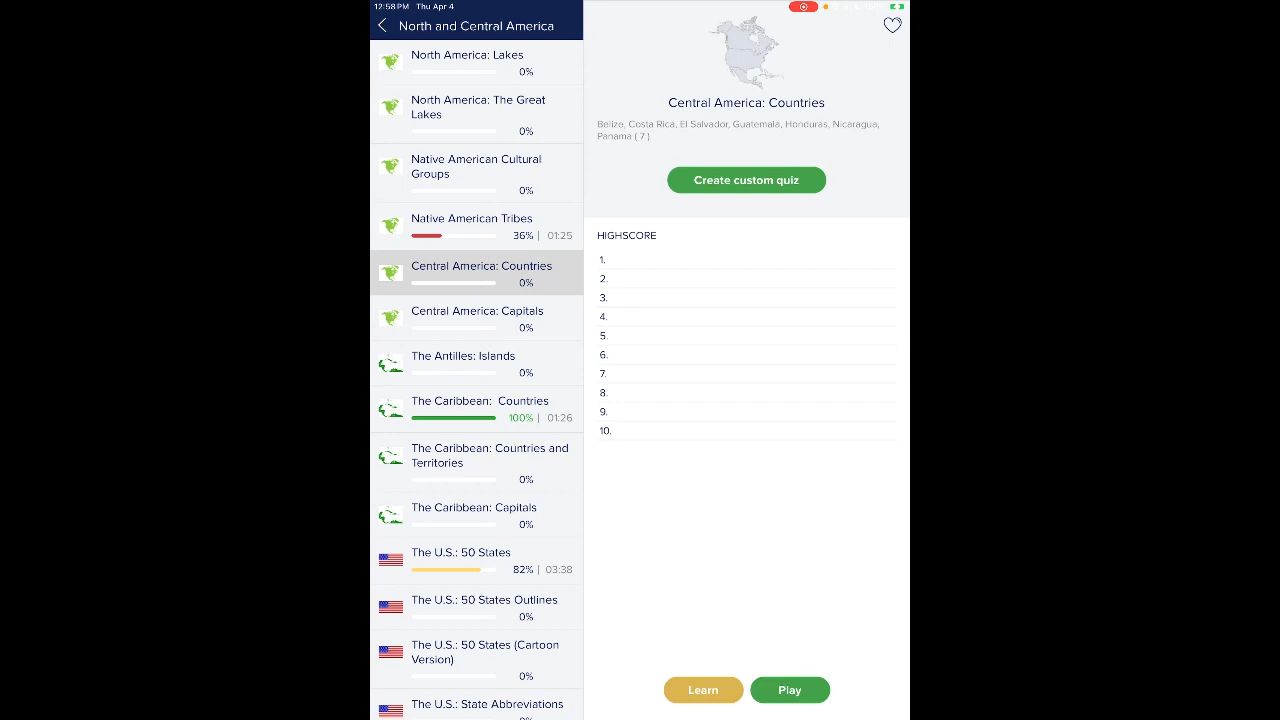 12:58 PM Thu Apr 4
North and Central America
North America: Lakes
0%
North America: The Great
Lakes
0%
Native American Cultural
Groups
0%
Native American Tribes
36% | 01:25
Central America: Countries
0%
Central America: Capitals
0%
The Antilles: Islands
0%
The Caribbean: Countries
100% | 01:26
The Caribbean: Countries and
Territories
0%
The Caribbean: Capitals
0%
The U.S.: 50 States
82% | 03:38
The U.S.: 50 States Outlines
0%
The U.S.: 50 States (Cartoon
Version)
0%
The U.S.: State Abbreviations
0%
Central America: Countries
Belize, Costa Rica, El Salvador, Guatemala, Honduras, Nicaragua,
Panama ( 7 )
Create custom quiz
HIGHSCORE
1.
2.
3.
4.
5.
6.
7.
8.
9.
10.
Learn
Play